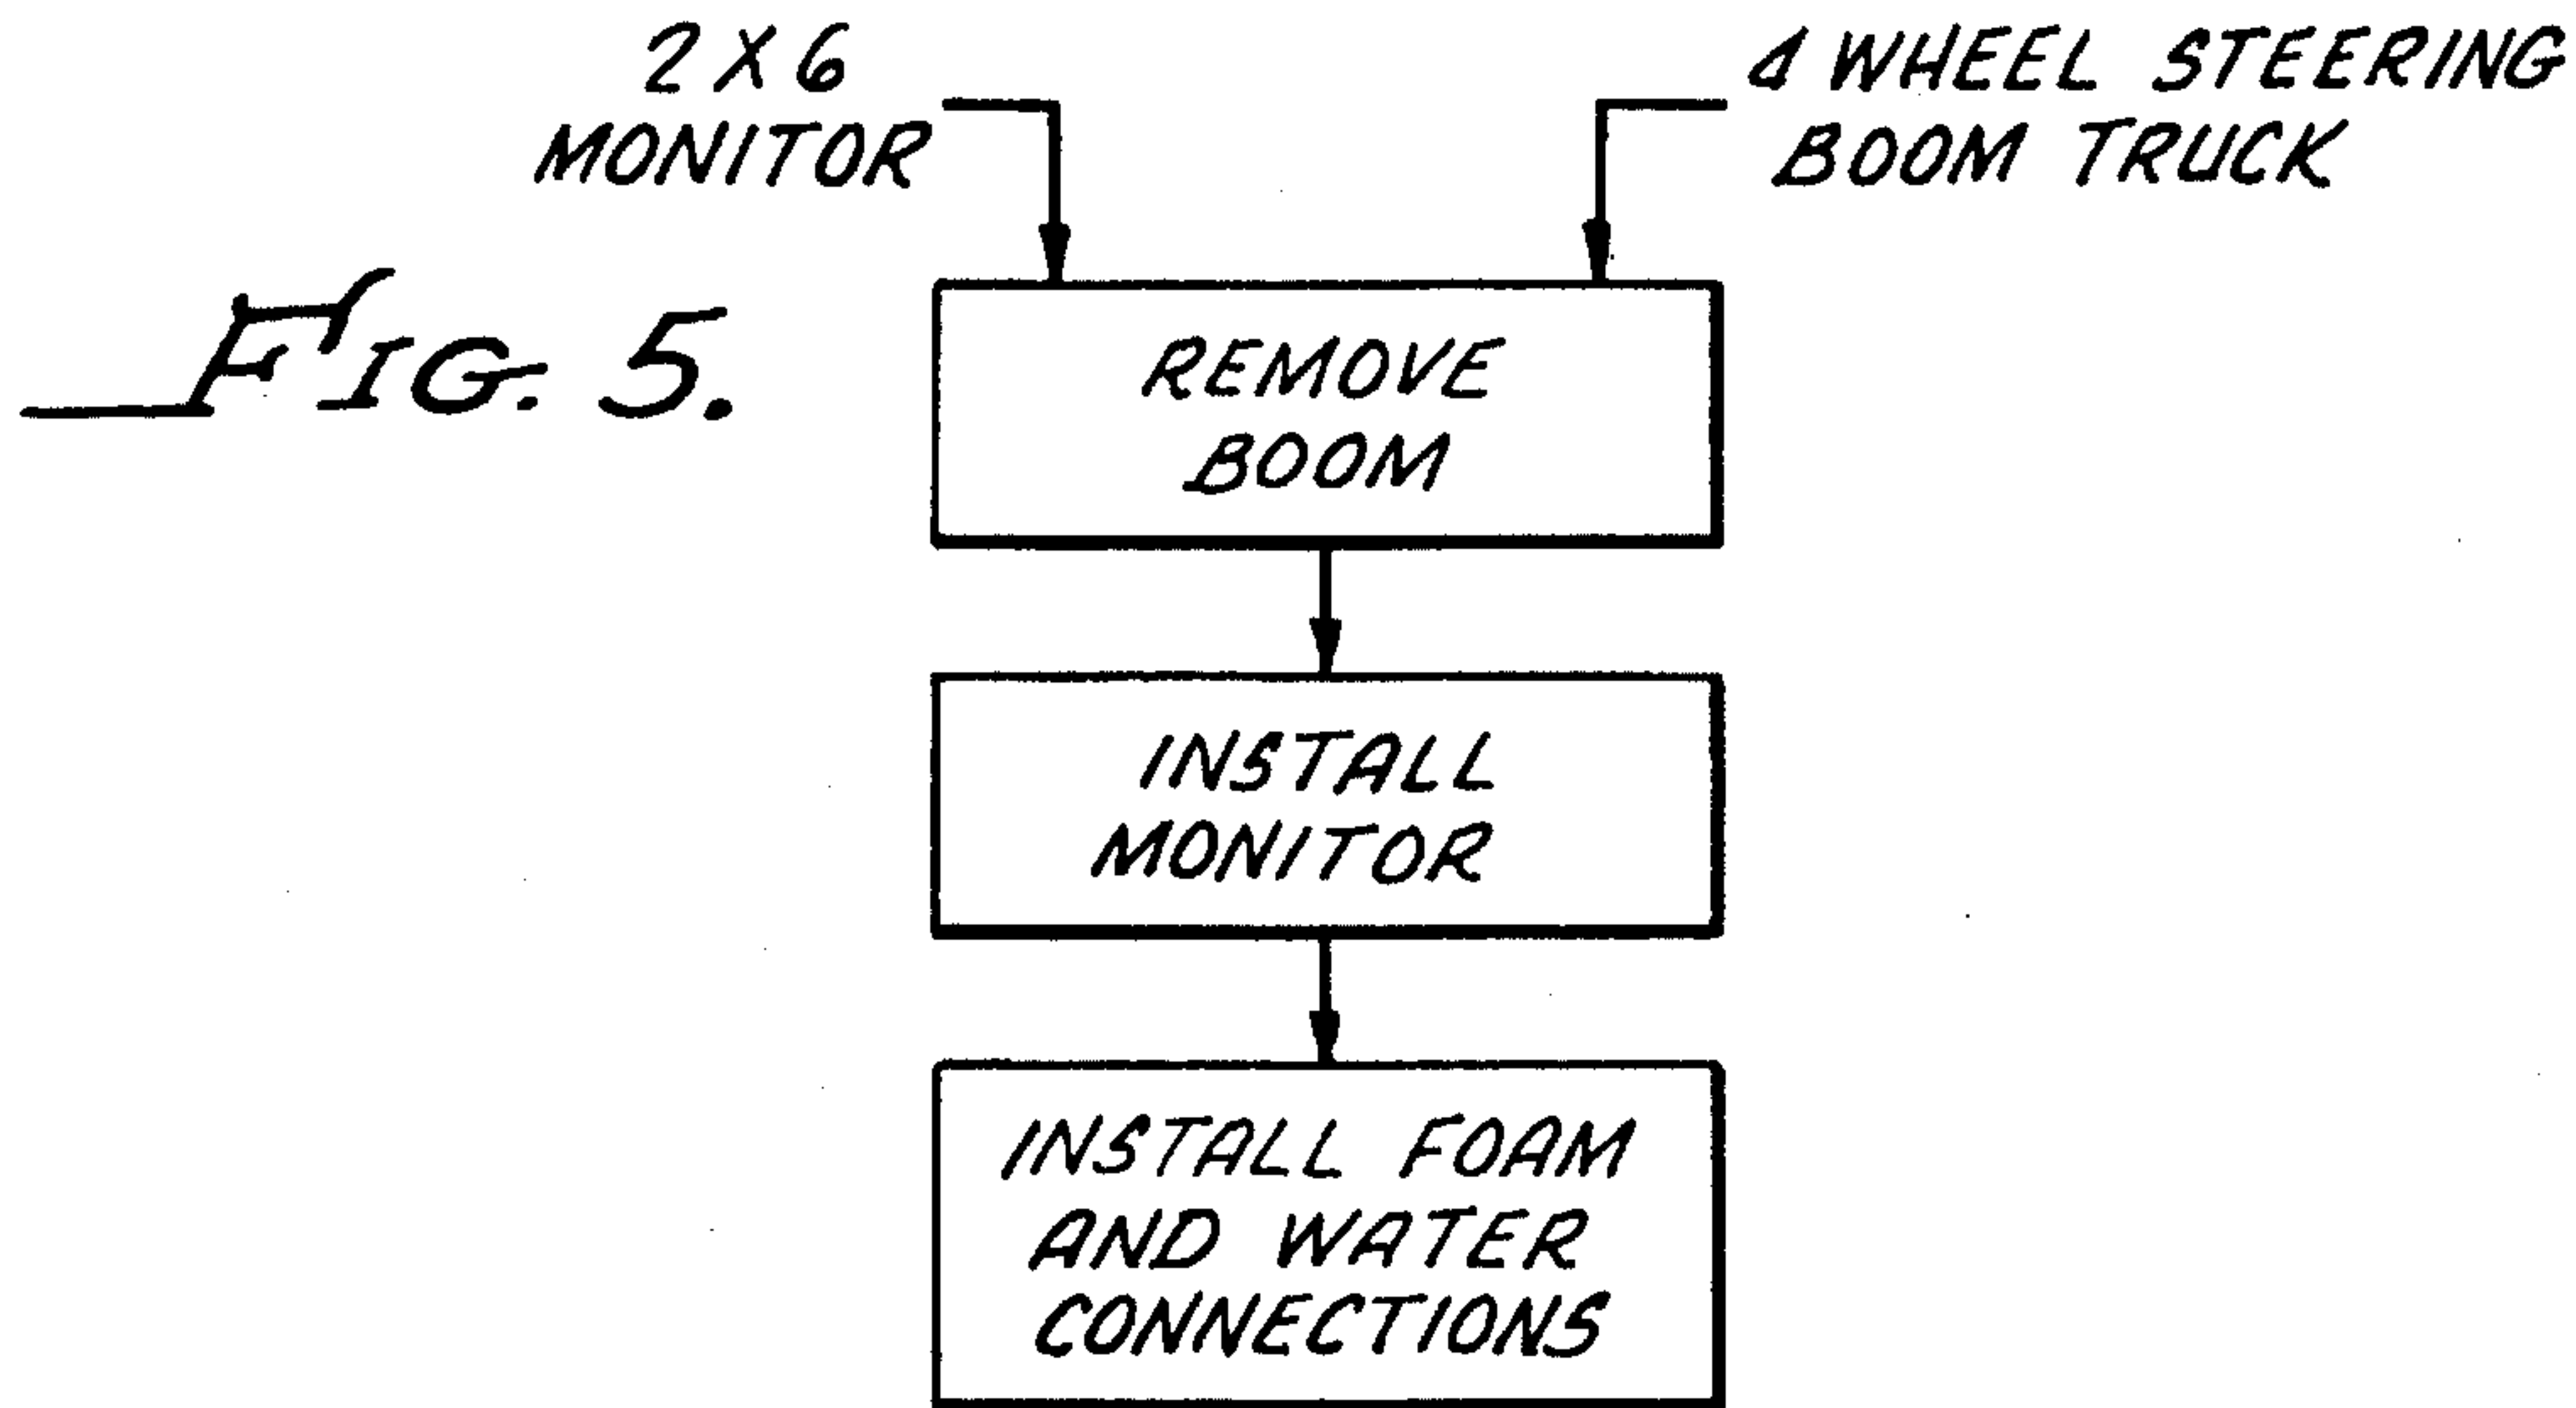 2 X 6
MONITOR
4 WHEEL STEERING
BOOM TRUCK
FIG. 5.
REMOVE
BOOM
INSTALL
MONITOR
INSTALL FOAM
AND WATER
CONNECTIONS